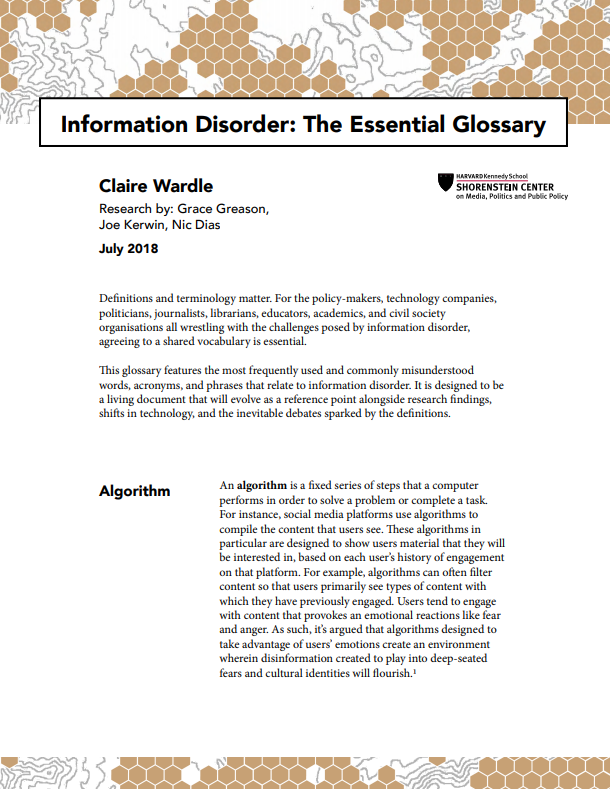 Information Disorder: The Essential Glossary
Claire Wardle
HARVARD Kennedy School
SHORENSTEIN CENTER
on Media, Politics and Public Policy
Research by: Grace Greason,
Joe Kerwin, Nic Dias
July 2018
Definitions and terminology matter. For the policy-makers, technology companies,
politicians, journalists, librarians, educators, academics, and civil society
organisations all wrestling with the challenges posed by information disorder,
agreeing to a shared vocabulary is essential.
This glossary features the most frequently used and commonly misunderstood
words, acronyms, and phrases that relate to information disorder. It is designed to be
a living document that will evolve as a reference point alongside research findings,
shifts in technology, and the inevitable debates sparked by the definitions.
Algorithm
An algorithm is a fixed series of steps that a computer
performs in order to solve a problem or complete a task.
For instance, social media platforms use algorithms to
compile the content that users see. These algorithms in
particular are designed to show users material that they will
be interested in, based on each user's history of engagement
on that platform. For example, algorithms can often filter
content so that users primarily see types of content with
which they have previously engaged. Users tend to engage
with content that provokes an emotional reactions like fear
and anger. As such, it's argued that algorithms designed to
take advantage of users' emotions create an environment
wherein disinformation created to play into deep-seated
fears and cultural identities will flourish.¹